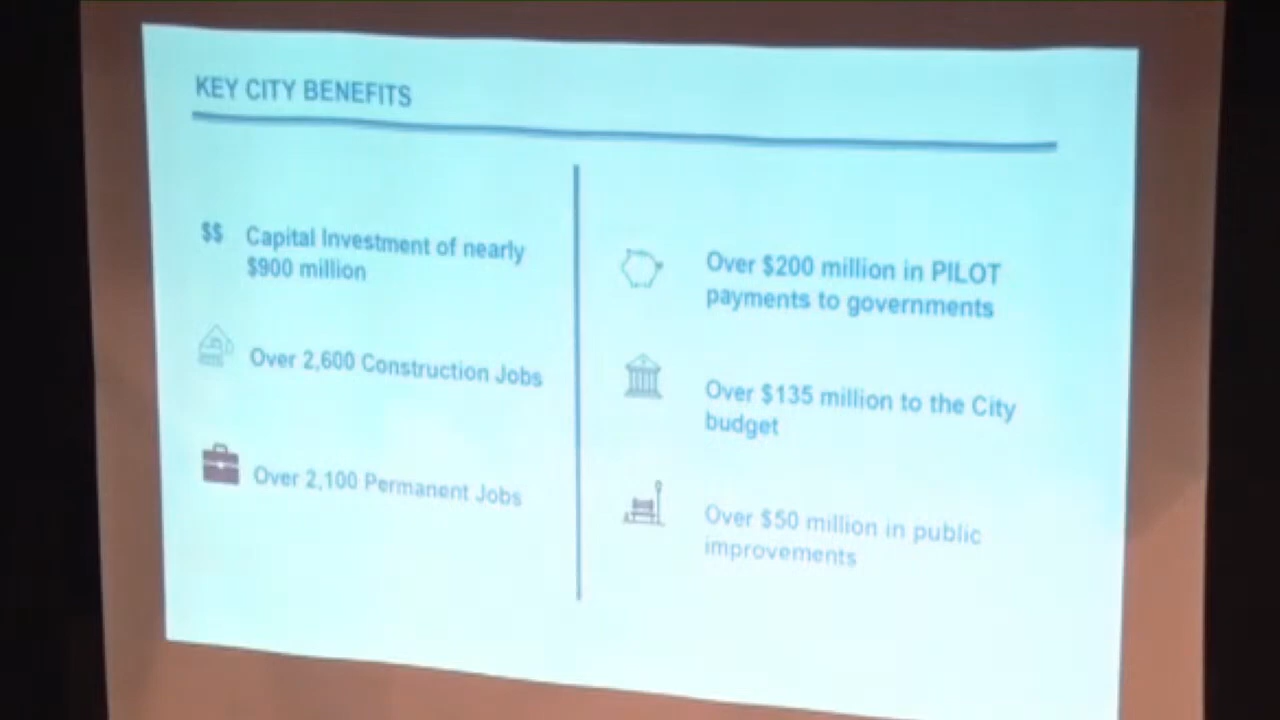 KEY CITY BENEFITS
$$ Capital Investment of nearly
$900 million
Over 2,600 Construction Jobs
Over 2,100 Permanent Jobs
Over $200 million in PILOT
payments to governments
Over $135 million to the City
budget
Over $50 million in public
improvements